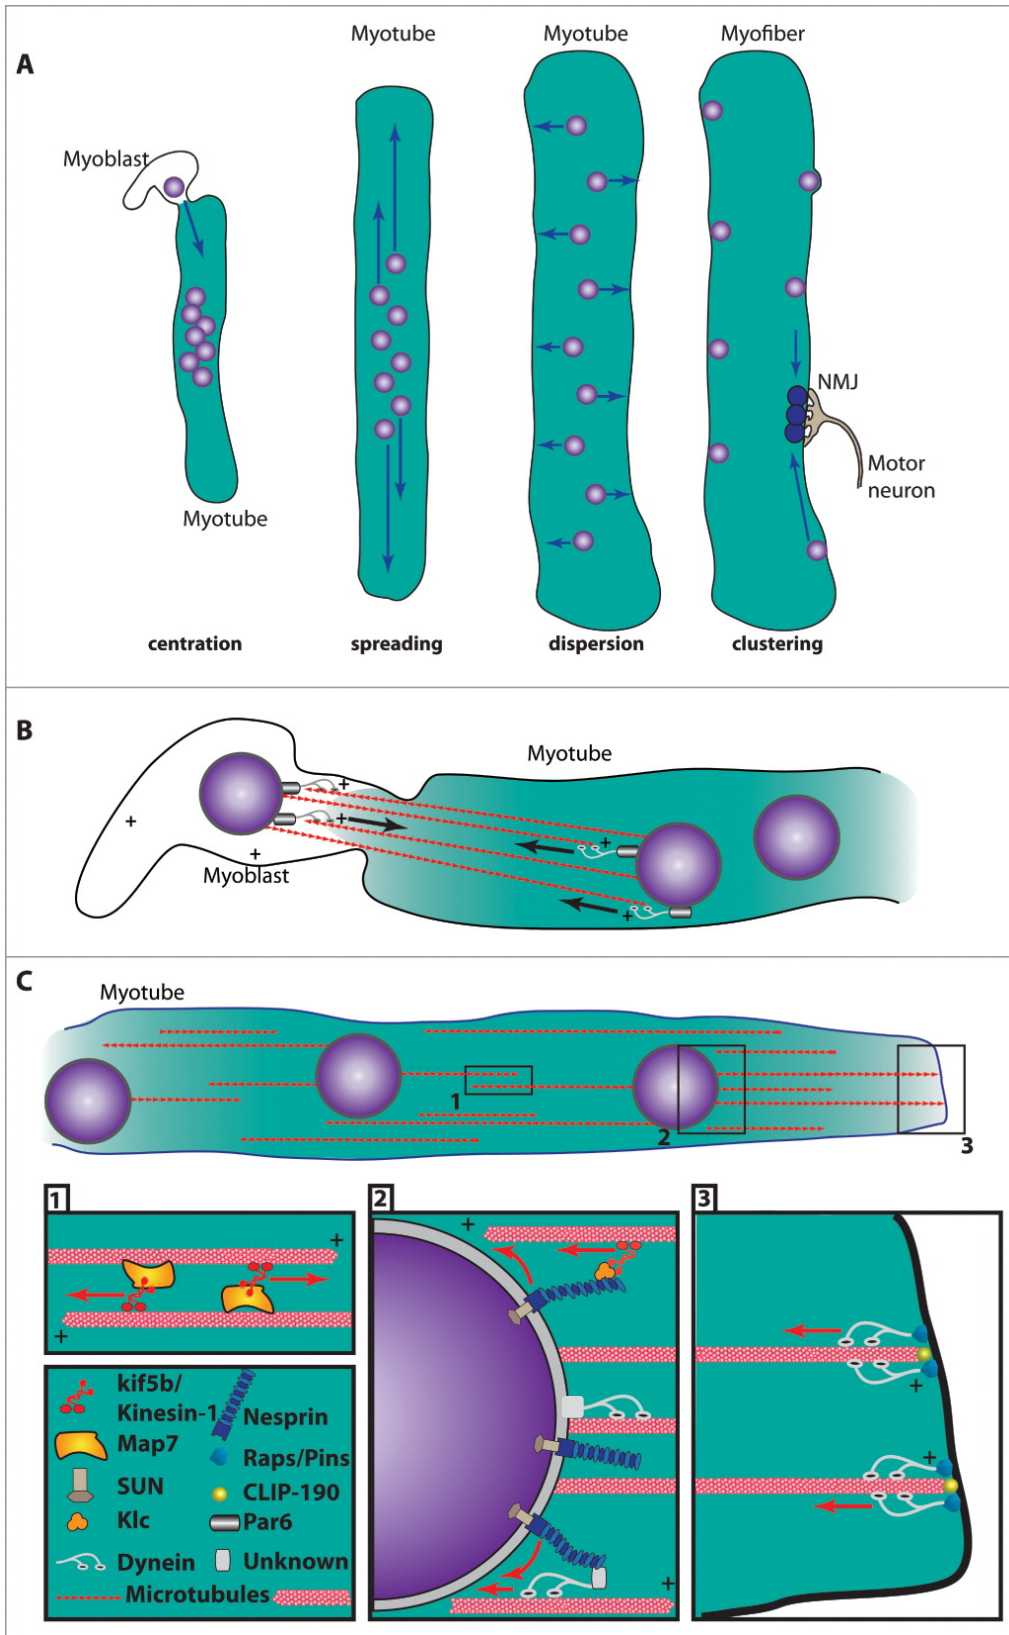 A
Myotube
Myotube
Myofiber
Myoblast
NMJ
Motor
neuron
Myotube
centration
spreading
dispersion
clustering
B
Myotube
+
+
+
+
+
+
Myoblast
C
Myotube
1
2
3
1
+
+
2
+
+
3
+
+
kif5b/
Kinesin-1
Map7
SUN
Klc
Dynein
Microtubules
Nesprin
Raps/Pins
CLIP-190
Par6
Unknown